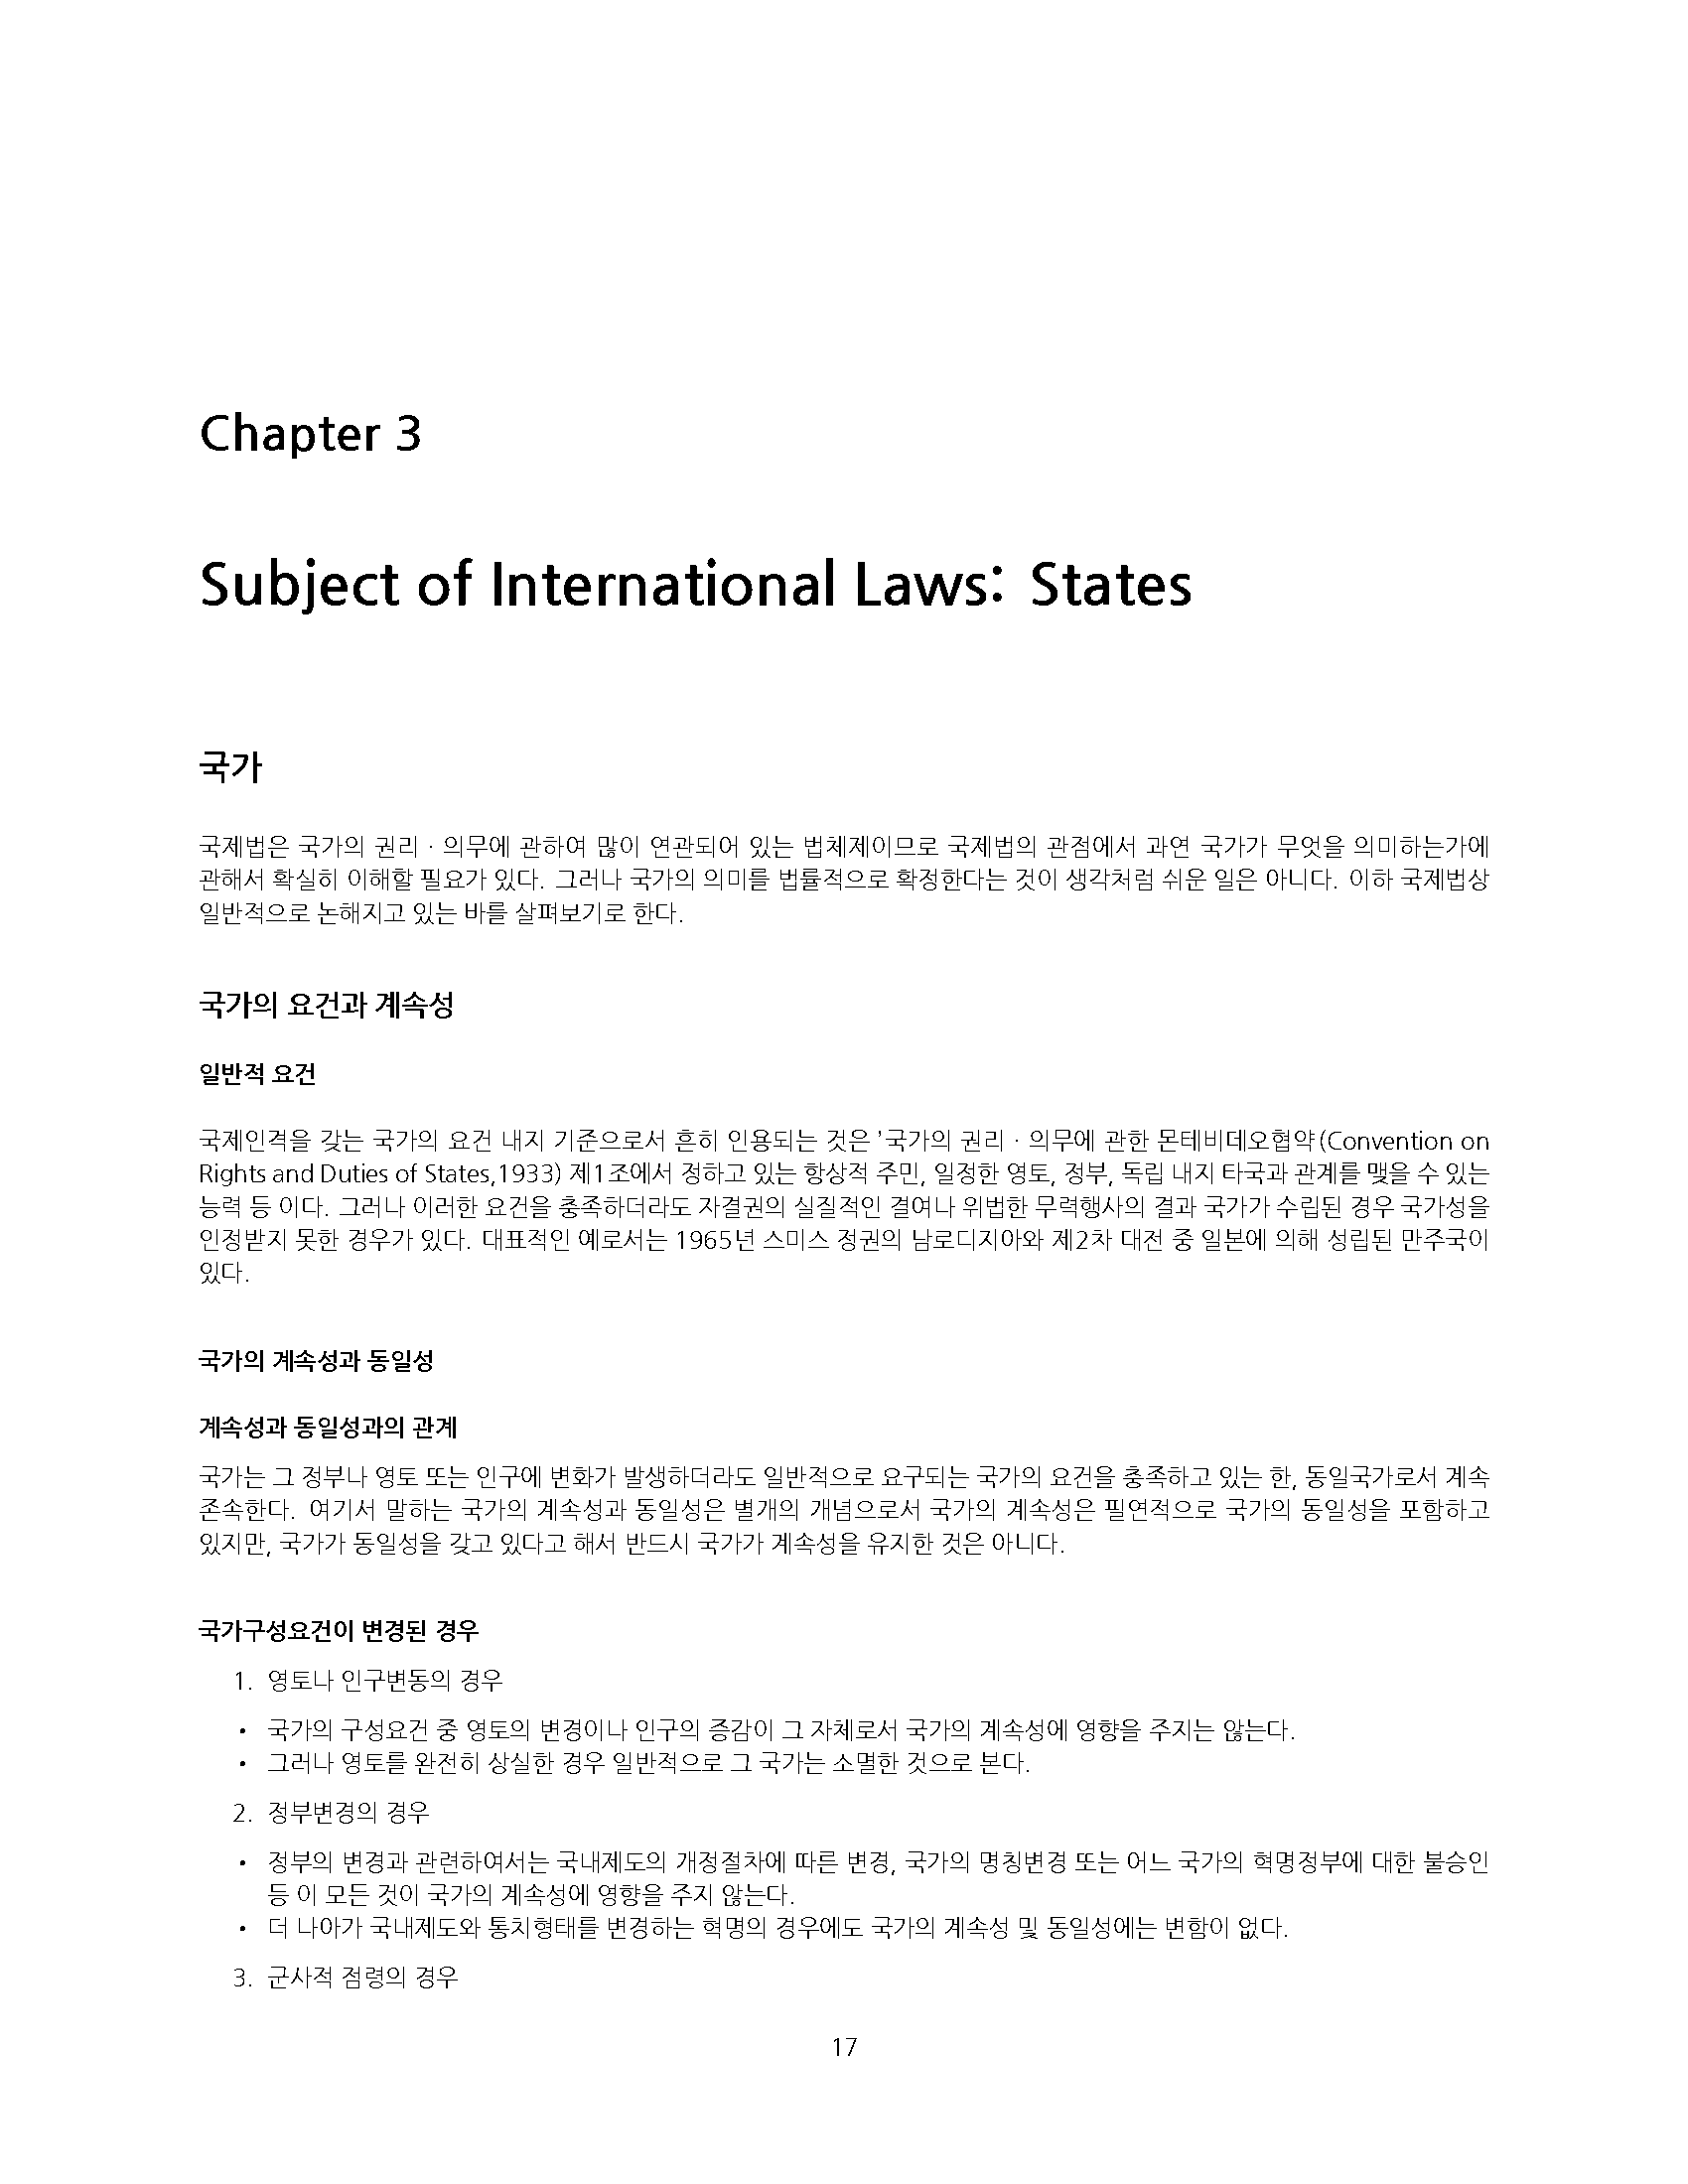 Chapter 3
Subject of International Laws: States
국가
국제법은 국가의 권리 · 의무에 관하여 많이 연관되어 있는 법체제이므로 국제법의 관점에서 과연 국가가 무엇을 의미하는가에
관해서 확실히 이해할 필요가 있다. 그러나 국가의 의미를 법률적으로 확정한다는 것이 생각처럼 쉬운 일은 아니다. 이하 국제법상
일반적으로 논해지고 있는 바를 살펴보기로 한다.
국가의 요건과 계속성
일반적 요건
국제인격을 갖는 국가의 요건 내지 기준으로서 흔히 인용되는 것은 ’국가의 권리 · 의무에 관한 몬테비데오협약(Convention on
Rights and Duties of States,1933) 제1조에서 정하고 있는 항상적 주민, 일정한 영토, 정부, 독립 내지 타국과 관계를 맺을 수 있는
능력 등 이다. 그러나 이러한 요건을 충족하더라도 자결권의 실질적인 결여나 위법한 무력행사의 결과 국가가 수립된 경우 국가성을
인정받지 못한 경우가 있다. 대표적인 예로서는 1965년 스미스 정권의 남로디지아와 제2차 대전 중 일본에 의해 성립된 만주국이
있다.
국가의 계속성과 동일성
계속성과 동일성과의 관계
국가는 그 정부나 영토 또는 인구에 변화가 발생하더라도 일반적으로 요구되는 국가의 요건을 충족하고 있는 한, 동일국가로서 계속
존속한다. 여기서 말하는 국가의 계속성과 동일성은 별개의 개념으로서 국가의 계속성은 필연적으로 국가의 동일성을 포함하고
있지만, 국가가 동일성을 갖고 있다고 해서 반드시 국가가 계속성을 유지한 것은 아니다.
국가구성요건이 변경된 경우
1. 영토나 인구변동의 경우
• 국가의 구성요건 중 영토의 변경이나 인구의 증감이 그 자체로서 국가의 계속성에 영향을 주지는 않는다.
• 그러나 영토를 완전히 상실한 경우 일반적으로 그 국가는 소멸한 것으로 본다.
2. 정부변경의 경우
• 정부의 변경과 관련하여서는 국내제도의 개정절차에 따른 변경, 국가의 명칭변경 또는 어느 국가의 혁명정부에 대한 불승인
등 이 모든 것이 국가의 계속성에 영향을 주지 않는다.
• 더 나아가 국내제도와 통치형태를 변경하는 혁명의 경우에도 국가의 계속성 및 동일성에는 변함이 없다.
3. 군사적 점령의 경우
17